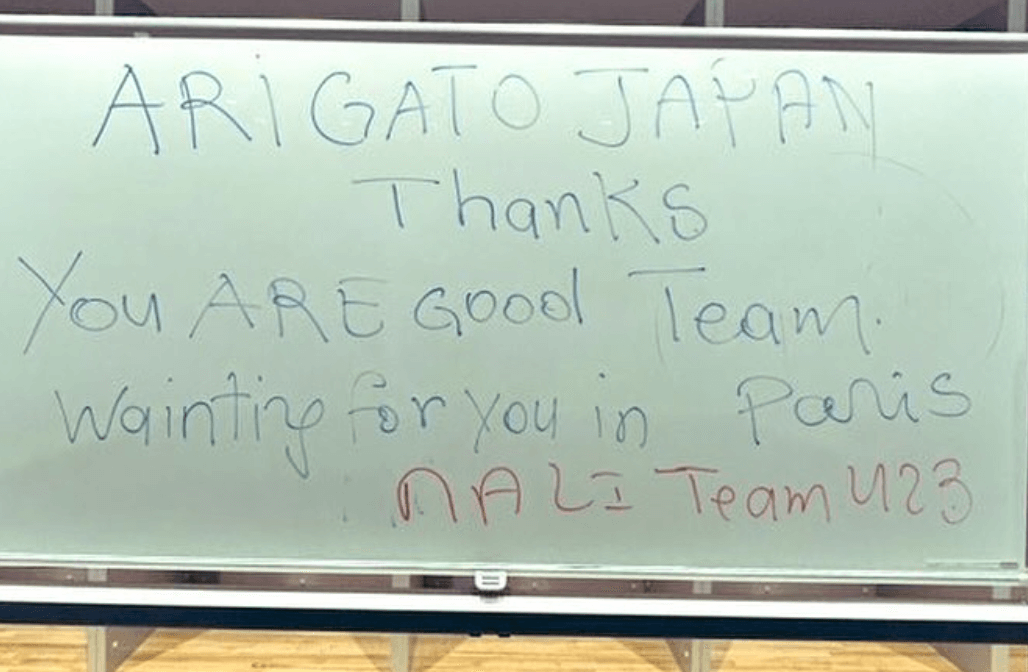 ARiGATO JAPAN
ThanKS
You ARE Good Team.
Wainting for you in Paris
MALI Team U23